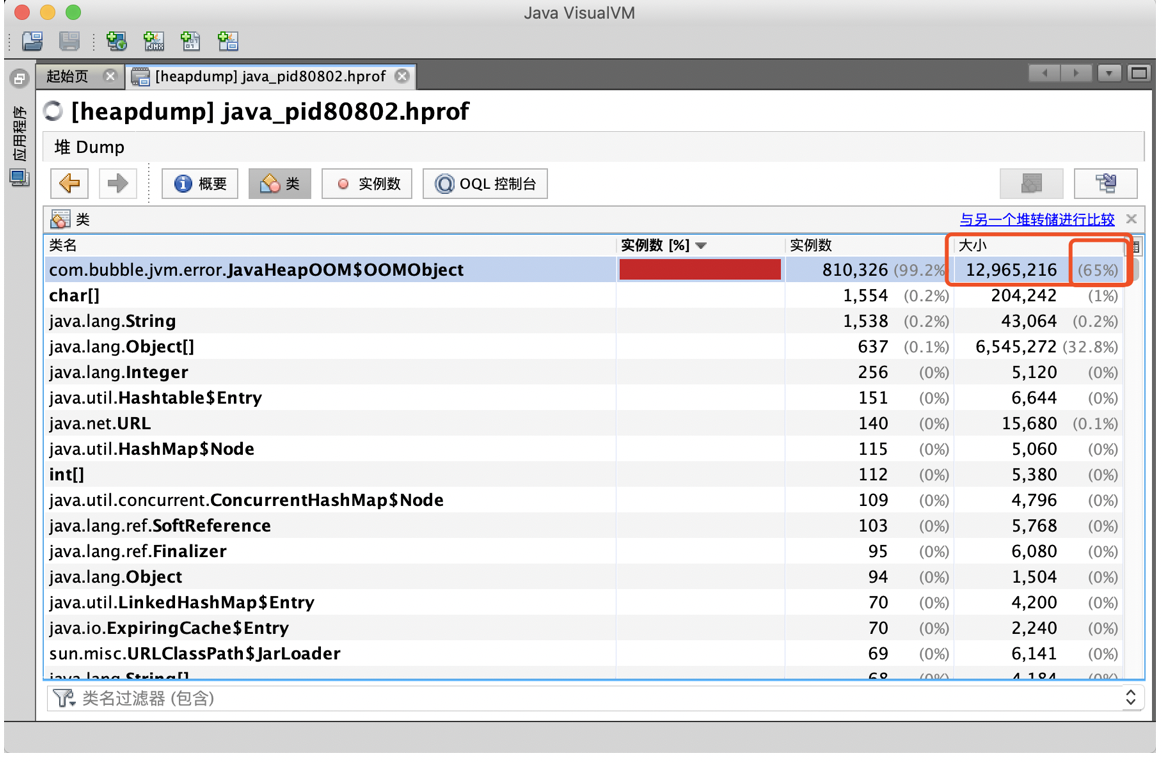 Java VisualVM
起始页
[heapdump] java_pid80802.hprof
应用程序
[heapdump] java_pid80802.hprof
堆 Dump
概要 类 实例数 OQL 控制台
类 与另一个堆转储进行比较
类名 实例数 [%] 实例数 大小
com.bubble.jvm.error.JavaHeapOOM$OOMObject 810,326 (99.2% 12,965,216 (65%)
char[] 1,554 (0.2%) 204,242 (1%)
java.lang.String 1,538 (0.2%) 43,064 (0.2%)
java.lang.Object[] 637 (0.1%) 6,545,272 (32.8%)
java.lang.Integer 256 (0%) 5,120 (0%)
java.util.Hashtable$Entry 151 (0%) 6,644 (0%)
java.net.URL 140 (0%) 15,680 (0.1%)
java.util.HashMap$Node 115 (0%) 5,060 (0%)
int[] 112 (0%) 5,380 (0%)
java.util.concurrent.ConcurrentHashMap$Node 109 (0%) 4,796 (0%)
java.lang.ref.SoftReference 103 (0%) 5,768 (0%)
java.lang.ref.Finalizer 95 (0%) 6,080 (0%)
java.lang.Object 94 (0%) 1,504 (0%)
java.util.LinkedHashMap$Entry 70 (0%) 4,200 (0%)
java.io.ExpiringCache$Entry 70 (0%) 2,240 (0%)
sun.misc.URLClassPath$JarLoader 69 (0%) 6,141 (0%)
java.lang.String[] 68 (0%) 4,184 (0%)
类名过滤器 (包含)